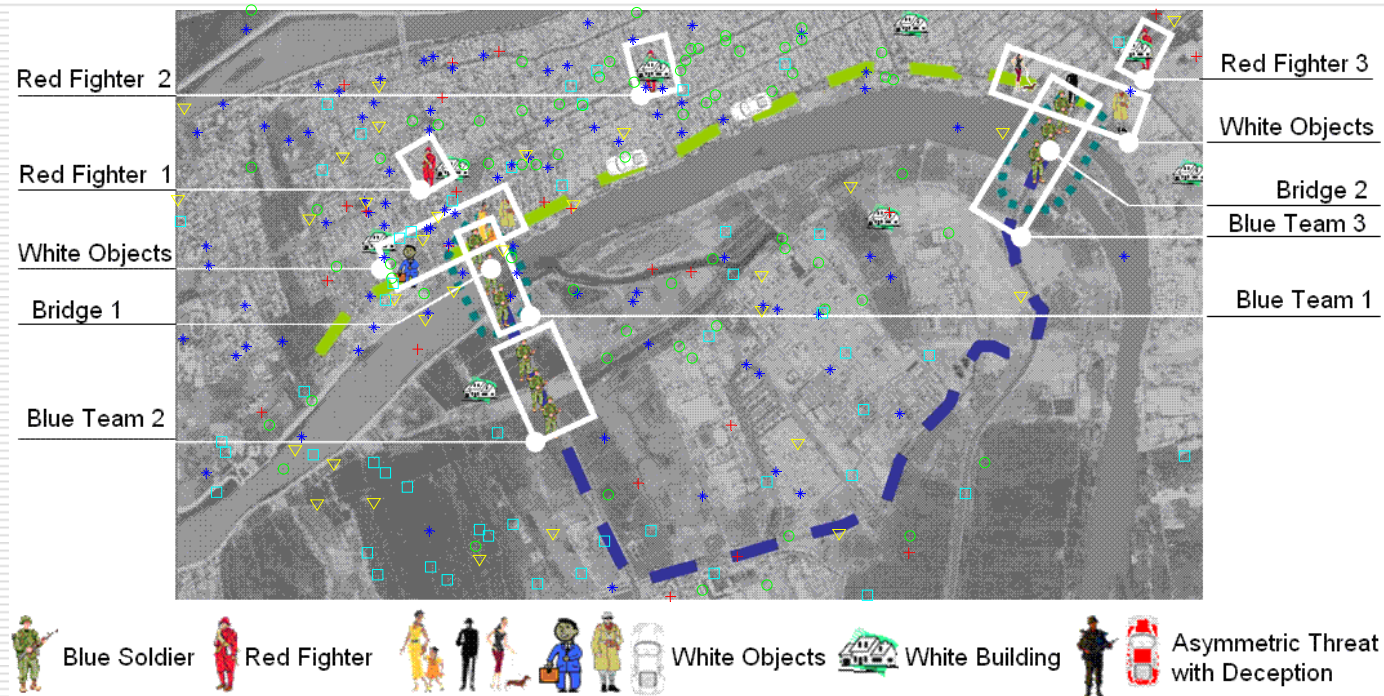 Red Fighter 2
Red Fighter 1
White Objects
Bridge 1
Blue Team 2
Red Fighter 3
White Objects
Bridge 2
Blue Team 3
Blue Team 1
Blue Soldier
Red Fighter
White Objects
White Building
Asymmetric Threat
with Deception